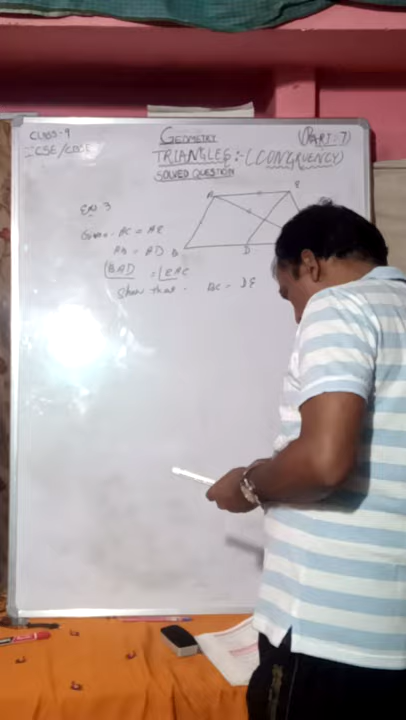 CLASS-9
GEOMETRY
(PART-7)
ICSE/CBSE
TRIANGLES:-(CONGRUENCY)
SOLVED QUESTION
Ex 3
A
E
Given- AC = AE
AB = AD
B
D
∠BAD = ∠EAC
Show that - BC = DE